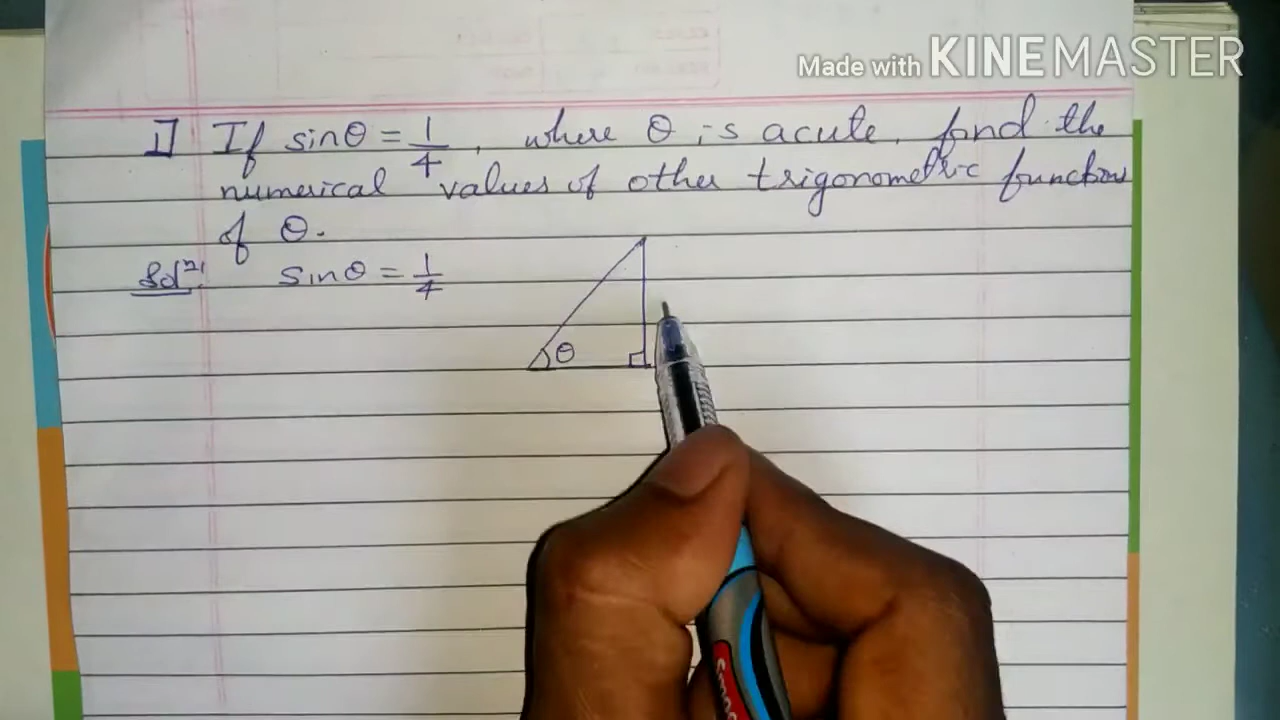 Made with KINEMASTER
1] If sinθ = 1/4, where θ is acute, find the
numerical values of other trigonometric functions
of θ.
Solⁿ: sinθ = 1/4
θ